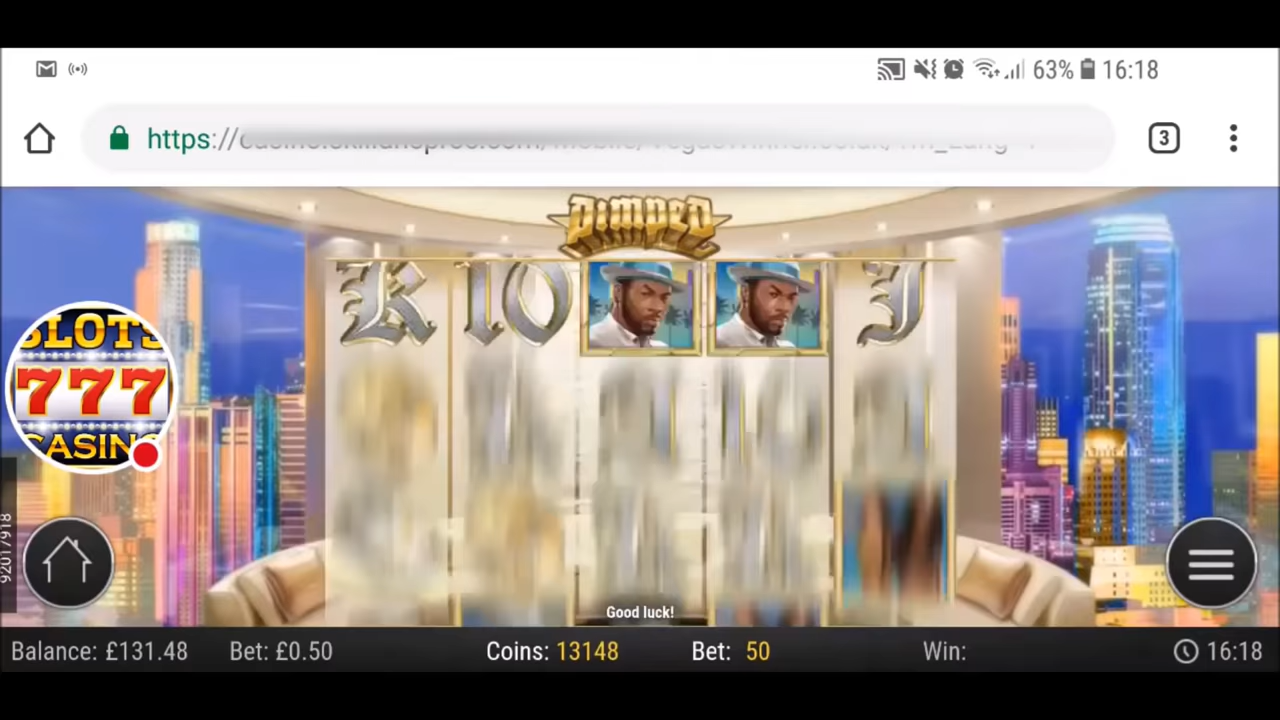 63% 16:18
https://
3
PIMPED
K 10 J
SLOTS
777
CASINO
Good luck!
Balance: £131.48 Bet: £0.50 Coins: 13148 Bet: 50 Win: 16:18